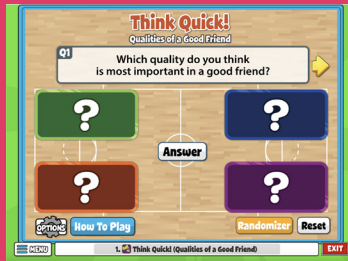 Think Quick!
Qualities of a Good Friend
Q1
Which quality do you think
is most important in a good friend?
?
?
Answer
?
?
OPTIONS
How To Play
Randomizer
Reset
MENU
1. Think Quick! (Qualities of a Good Friend)
EXIT